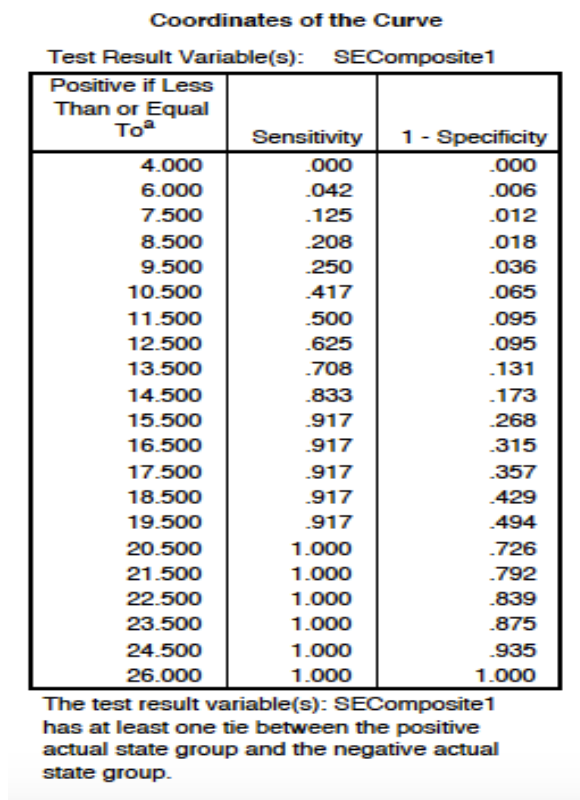 Coordinates of the Curve
Test Result Variable(s): SEComposite1
Positive if Less
Than or Equal
Toᵃ Sensitivity 1 - Specificity
4.000 .000 .000
6.000 .042 .006
7.500 .125 .012
8.500 .208 .018
9.500 .250 .036
10.500 .417 .065
11.500 .500 .095
12.500 .625 .095
13.500 .708 .131
14.500 .833 .173
15.500 .917 .268
16.500 .917 .315
17.500 .917 .357
18.500 .917 .429
19.500 .917 .494
20.500 1.000 .726
21.500 1.000 .792
22.500 1.000 .839
23.500 1.000 .875
24.500 1.000 .935
26.000 1.000 1.000
The test result variable(s): SEComposite1
has at least one tie between the positive
actual state group and the negative actual
state group.